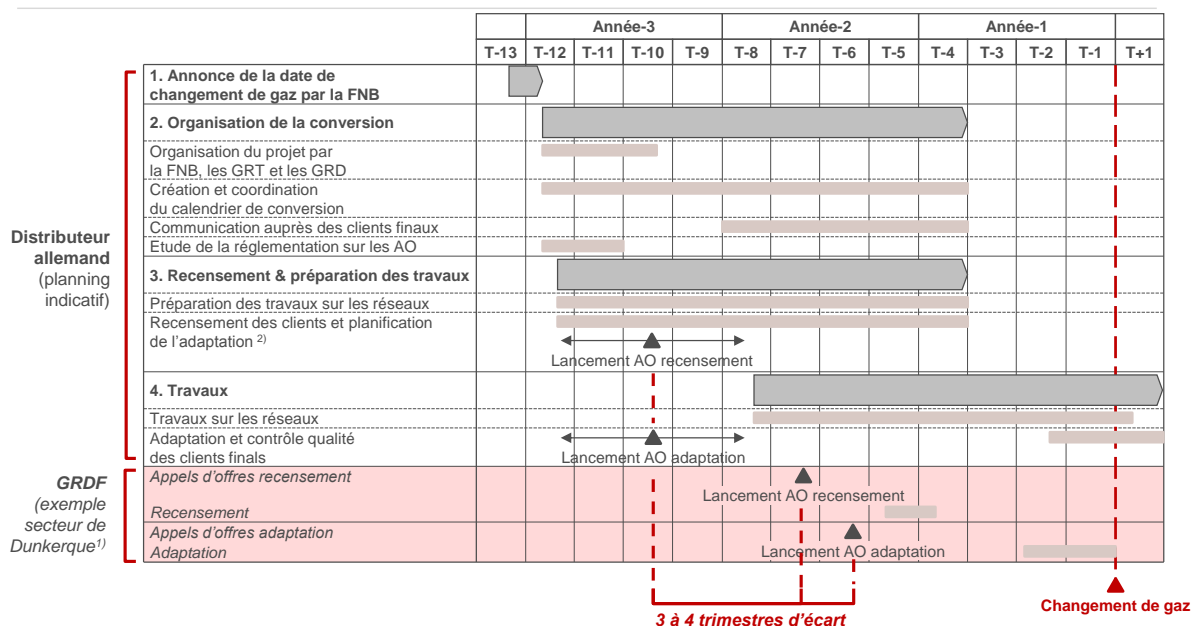 Année-3 Année-2 Année-1
T-13 T-12 T-11 T-10 T-9 T-8 T-7 T-6 T-5 T-4 T-3 T-2 T-1 T+1
Distributeur
allemand
(planning
indicatif)
1. Annonce de la date de
changement de gaz par la FNB
2. Organisation de la conversion
Organisation du projet par
la FNB, les GRT et les GRD
Création et coordination
du calendrier de conversion
Communication auprès des clients finaux
Etude de la réglementation sur les AO
3. Recensement & préparation des travaux
Préparation des travaux sur les réseaux
Recensement des clients et planification
de l'adaptation 2)
Lancement AO recensement
4. Travaux
Travaux sur les réseaux
Adaptation et contrôle qualité
des clients finals
Lancement AO adaptation
GRDF
(exemple
secteur de
Dunkerque1)
Appels d'offres recensement
Lancement AO recensement
Recensement
Appels d'offres adaptation
Adaptation
Lancement AO adaptation
3 à 4 trimestres d'écart
Changement de gaz